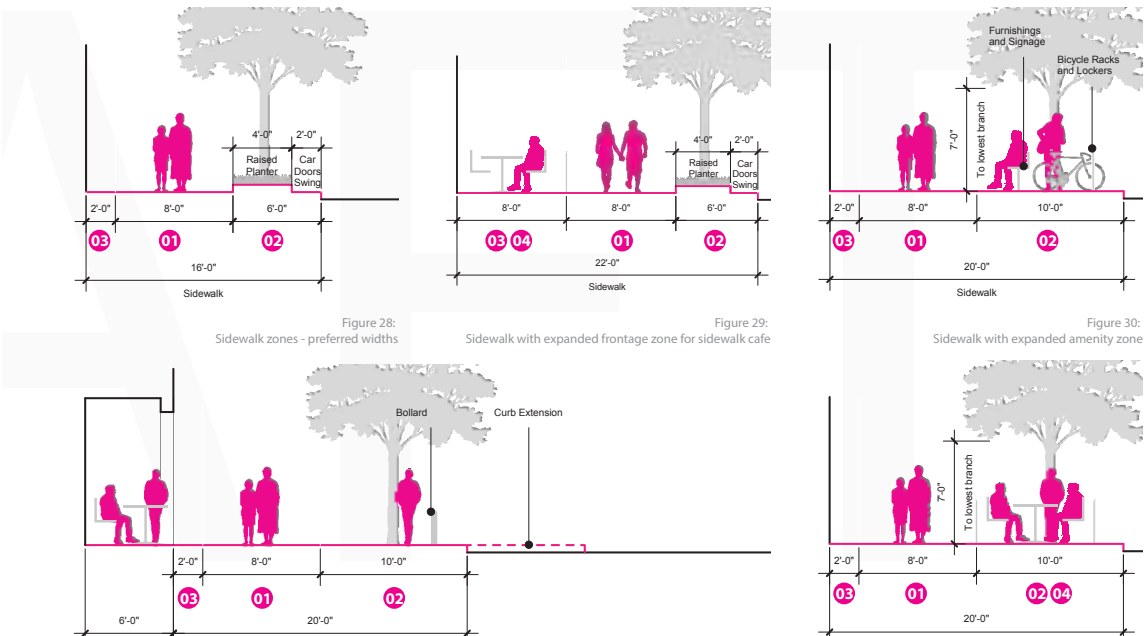 4'-0"
2'-0"
Raised
Planter
Car
Doors
Swing
2'-0"
8'-0"
6'-0"
03
01
02
16'-0"
Sidewalk
Figure 28:
Sidewalk zones - preferred widths
4'-0"
2'-0"
Raised
Planter
Car
Doors
Swing
8'-0"
8'-0"
6'-0"
03 04
01
02
22'-0"
Sidewalk
Figure 29:
Sidewalk with expanded frontage zone for sidewalk cafe
Furnishings
and Signage
Bicycle Racks
and Lockers
7'-0"
To lowest branch
2'-0"
8'-0"
10'-0"
03
01
02
20'-0"
Sidewalk
Figure 30:
Sidewalk with expanded amenity zone
Bollard
Curb Extension
2'-0"
8'-0"
10'-0"
03
01
02
6'-0"
20'-0"
7'-0"
To lowest branch
2'-0"
8'-0"
10'-0"
03
01
02 04
20'-0"